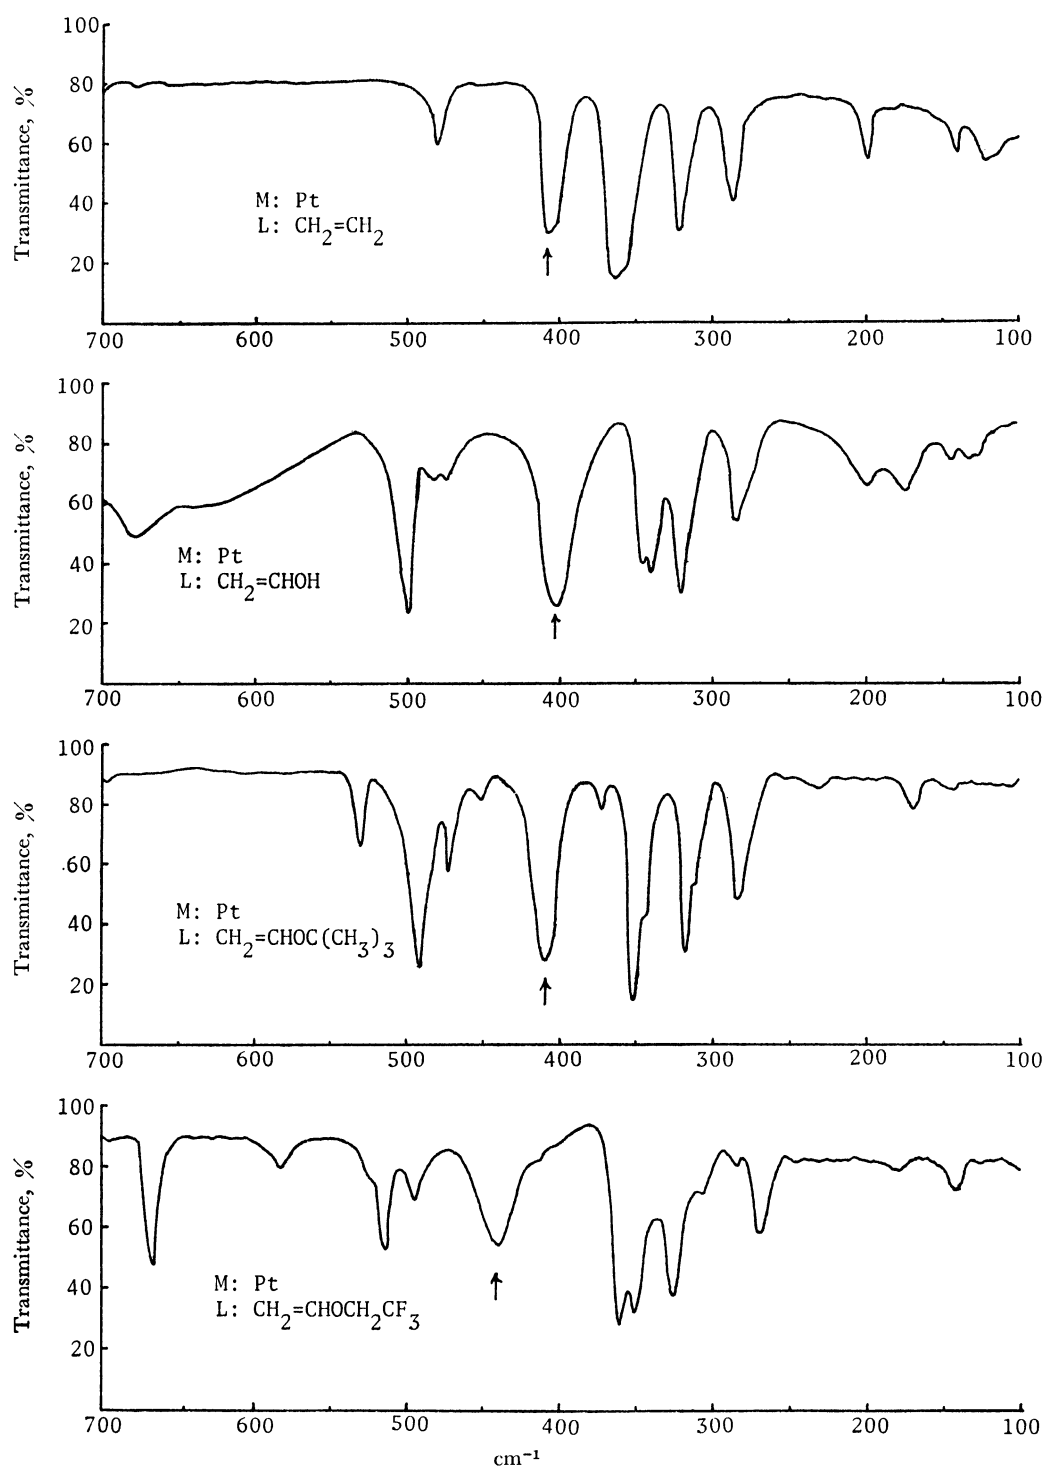 100
80
60
40
20
Transmittance, %
M: Pt
L: CH2=CH2
700 600 500 400 300 200 100
100
80
60
40
20
Transmittance, %
M: Pt
L: CH2=CHOH
700 600 500 400 300 200 100
100
80
60
40
20
Transmittance, %
M: Pt
L: CH2=CHOC(CH3)3
700 600 500 400 300 200 100
100
80
60
40
20
Transmittance, %
M: Pt
L: CH2=CHOCH2CF3
700 600 500 400 300 200 100
cm−1